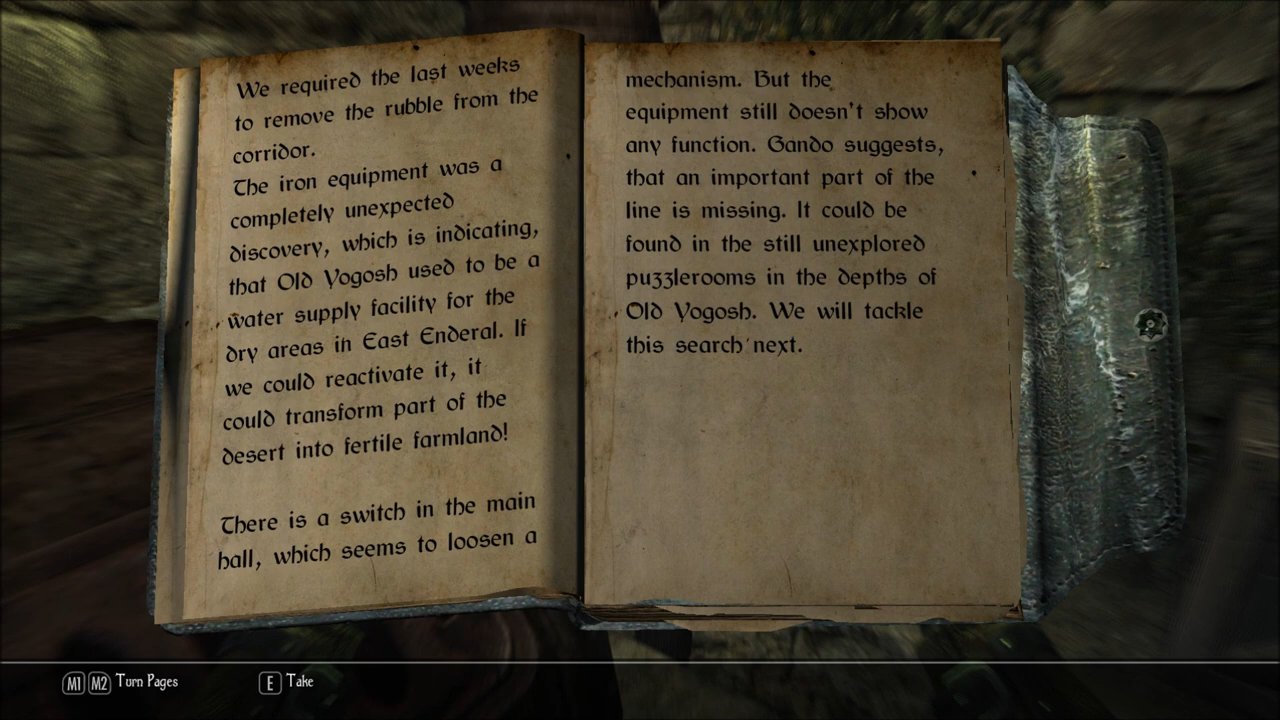 We required the last weeks
to remove the rubble from the
corridor.
The iron equipment was a
completely unexpected
discovery, which is indicating,
that Old Yogosh used to be a
water supply facility for the
dry areas in East Enderal. If
we could reactivate it, it
could transform part of the
desert into fertile farmland!
There is a switch in the main
hall, which seems to loosen a
mechanism. But the
equipment still doesn't show
any function. Gando suggests,
that an important part of the
line is missing. It could be
found in the still unexplored
puzzlerooms in the depths of
Old Yogosh. We will tackle
this search next.
M1 M2 Turn Pages
E Take